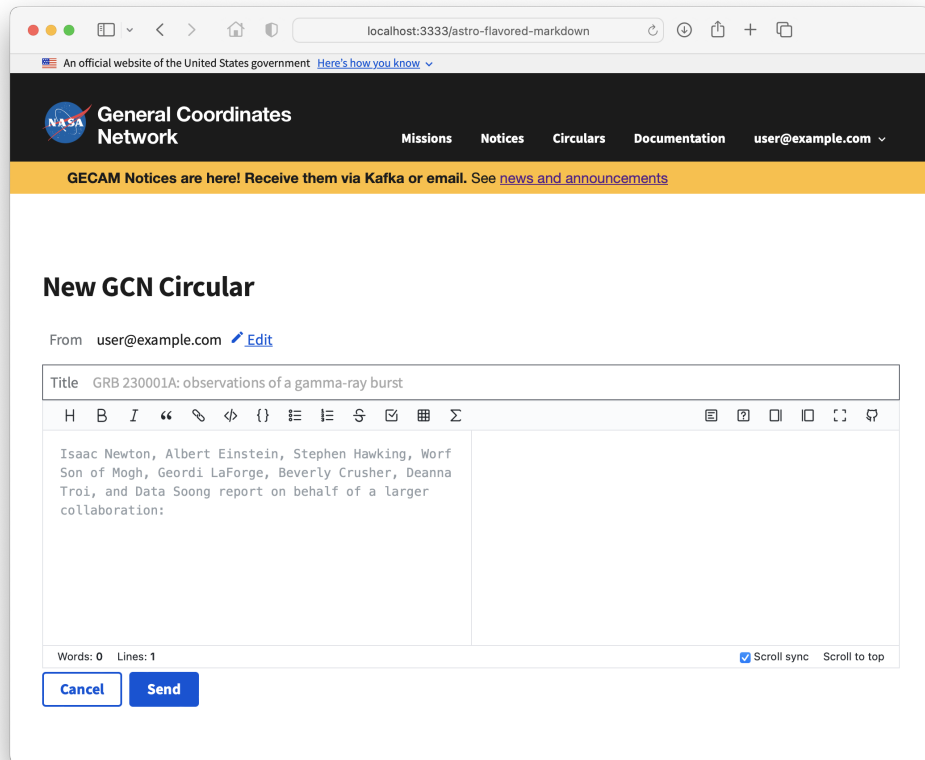 localhost:3333/astro-flavored-markdown
An official website of the United States government Here's how you know
NASA
General Coordinates
Network
Missions Notices Circulars Documentation user@example.com
GECAM Notices are here! Receive them via Kafka or email. See news and announcements
New GCN Circular
From user@example.com Edit
Title GRB 230001A: observations of a gamma-ray burst
Isaac Newton, Albert Einstein, Stephen Hawking, Worf
Son of Mogh, Geordi LaForge, Beverly Crusher, Deanna
Troi, and Data Soong report on behalf of a larger
collaboration:
Words: 0 Lines: 1 Scroll sync Scroll to top
Cancel Send